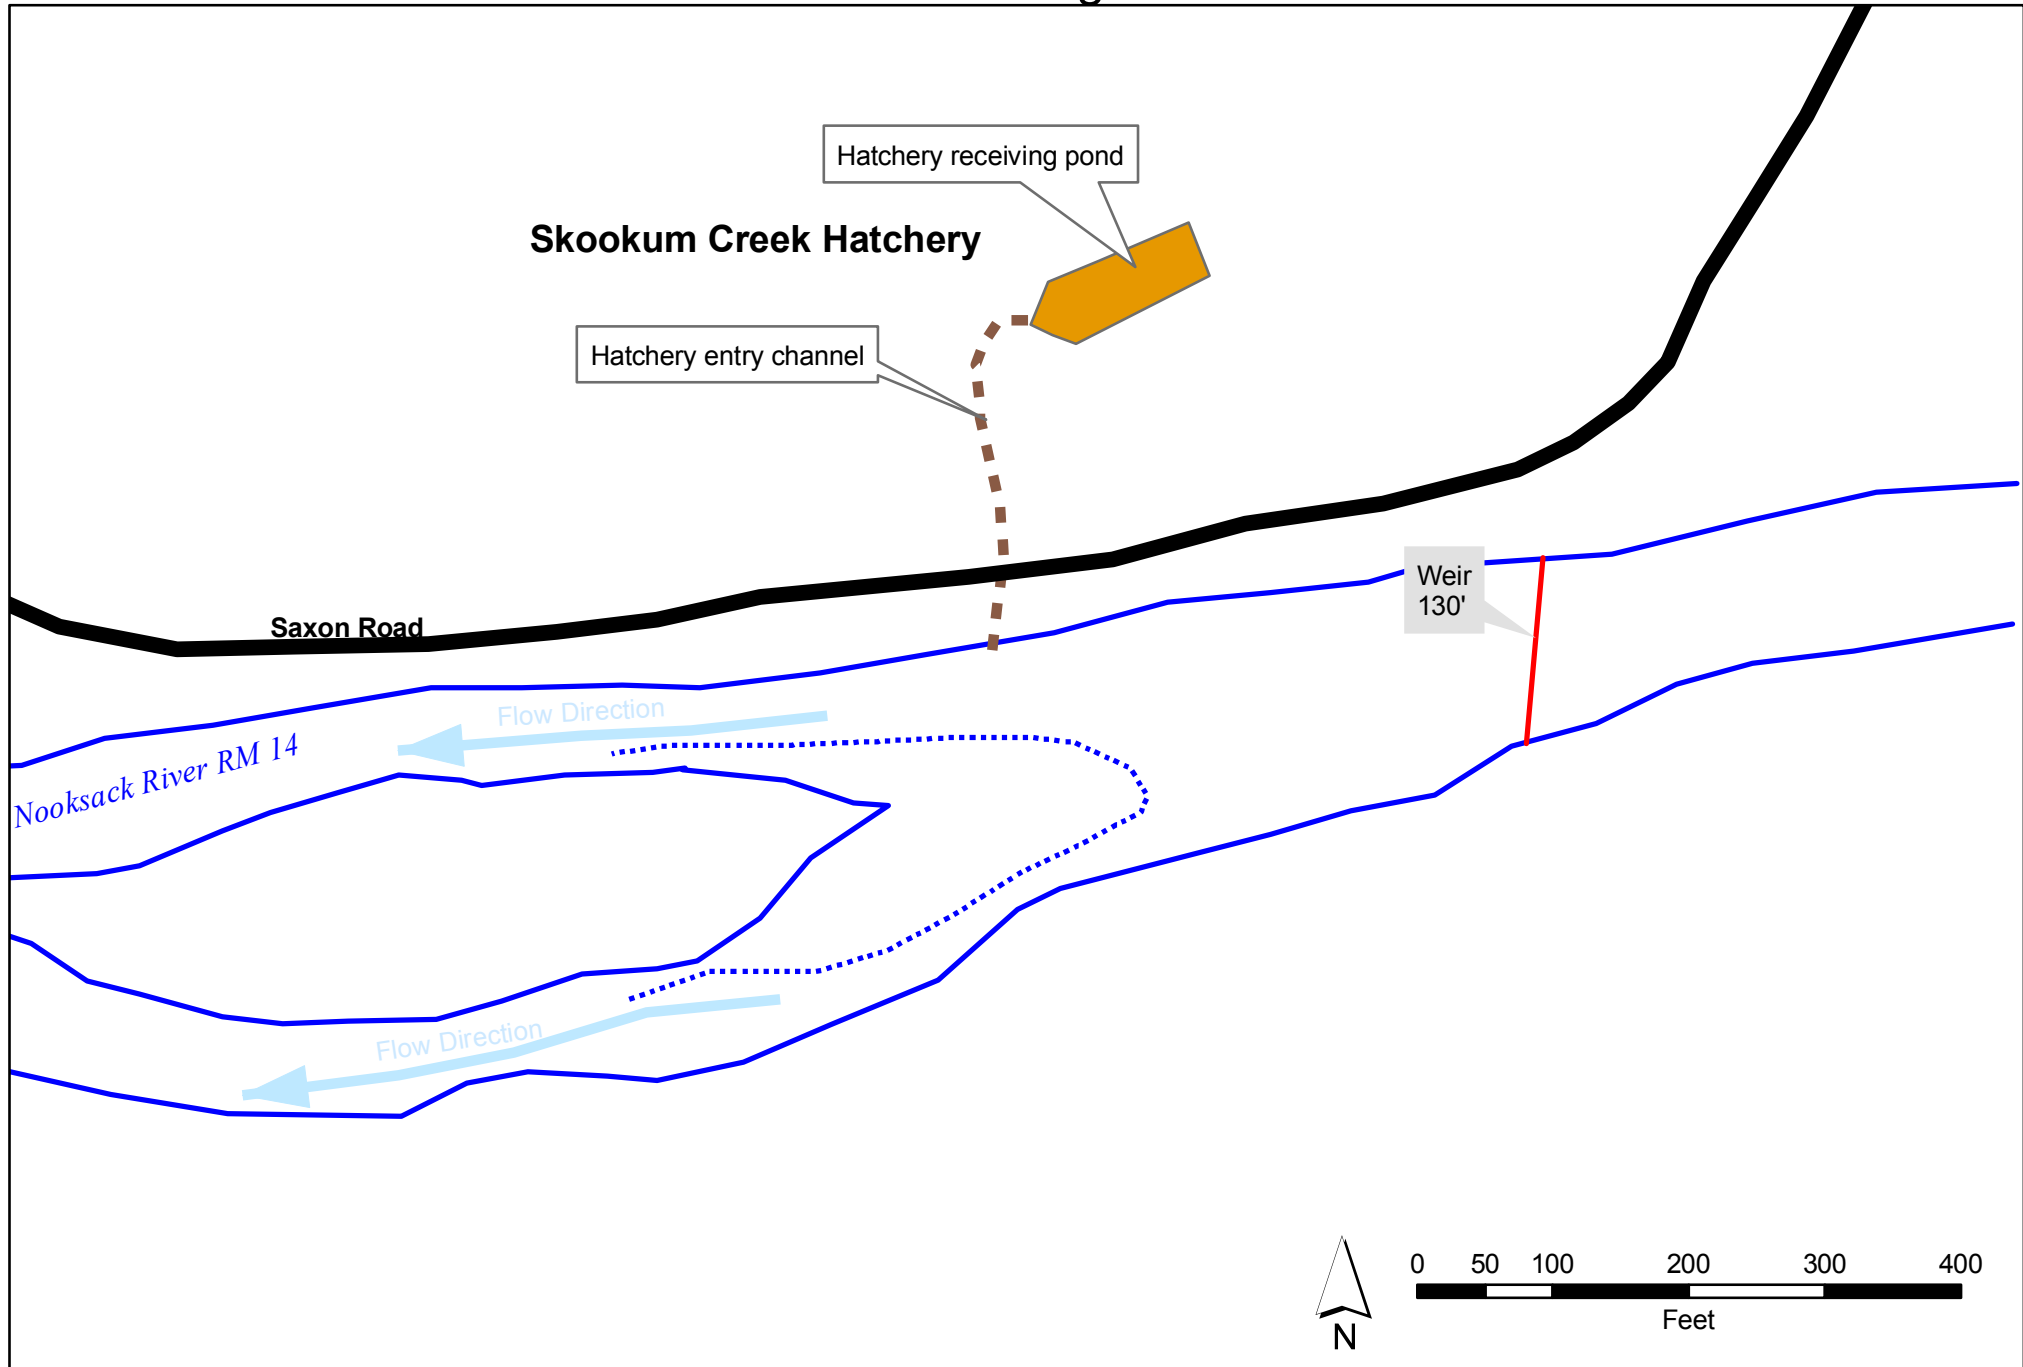 Hatchery receiving pond
Skookum Creek Hatchery
Hatchery entry channel
Weir
130'
Saxon Road
Flow Direction
Nooksack River RM 14
Flow Direction
0 50 100 200 300 400
Feet
N